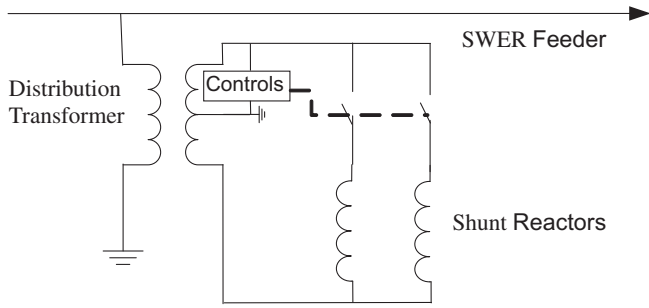 SWER Feeder
Controls
Distribution
Transformer
Shunt Reactors